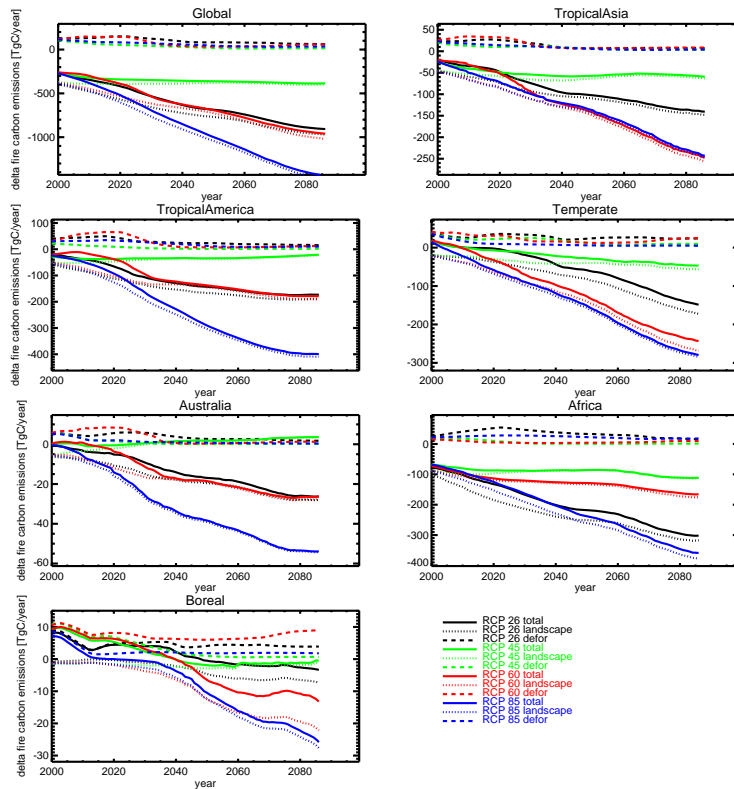 Global
delta fire carbon emissions [TgC/year]
0
-500
-1000
2000 2020 2040 2060 2080
year
TropicalAsia
50
0
-50
-100
-150
-200
-250
2000 2020 2040 2060 2080
year
TropicalAmerica
delta fire carbon emissions [TgC/year]
100
0
-100
-200
-300
-400
2000 2020 2040 2060 2080
year
Temperate
0
-100
-200
-300
2000 2020 2040 2060 2080
year
Australia
delta fire carbon emissions [TgC/year]
0
-20
-40
-60
2000 2020 2040 2060 2080
year
Africa
0
-100
-200
-300
-400
2000 2020 2040 2060 2080
year
Boreal
delta fire carbon emissions [TgC/year]
10
0
-10
-20
-30
2000 2020 2040 2060 2080
year
RCP 26 total
RCP 26 landscape
RCP 26 defor
RCP 45 total
RCP 45 landscape
RCP 45 defor
RCP 60 total
RCP 60 landscape
RCP 60 defor
RCP 85 total
RCP 85 landscape
RCP 85 defor